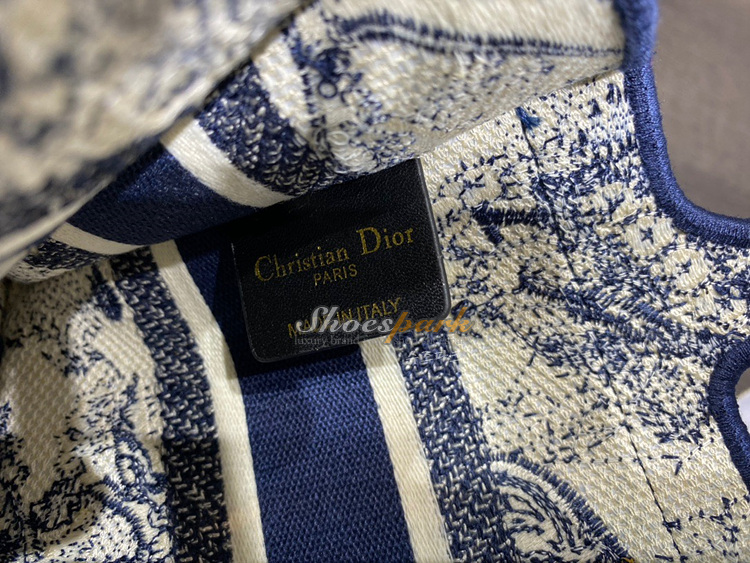 Christian Dior
PARIS
MADE IN ITALY
Shoespark
luxury brand